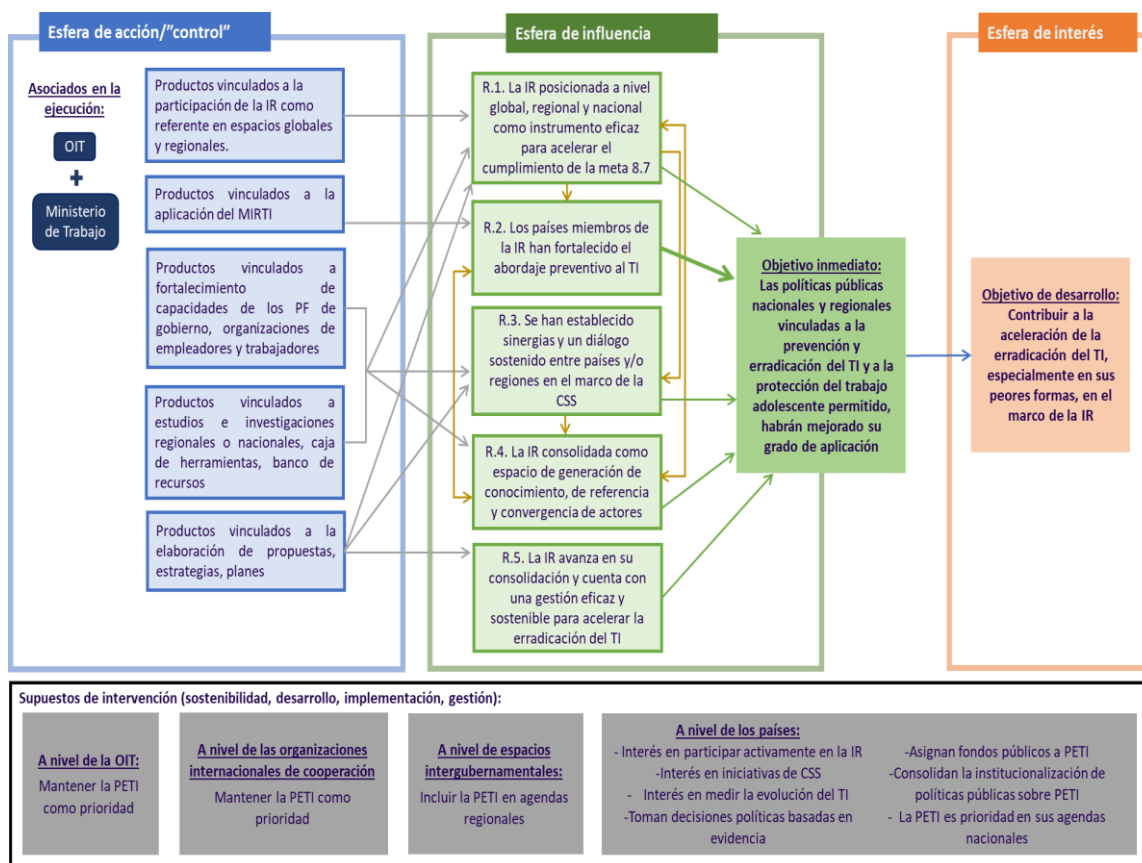 Esfera de acción/”control”
Asociados en la
ejecución:
OIT
+
Ministerio
de Trabajo
Productos vinculados a la
participación de la IR como
referente en espacios globales
y regionales.
Productos vinculados a la
aplicación del MIRTI
Productos vinculados a
fortalecimiento de
capacidades de los PF de
gobierno, organizaciones de
empleadores y trabajadores
Productos vinculados a
estudios e investigaciones
regionales o nacionales, caja
de herramientas, banco de
recursos
Productos vinculados a la
elaboración de propuestas,
estrategias, planes
Esfera de influencia
R.1. La IR posicionada a nivel
global, regional y nacional
como instrumento eficaz
para acelerar el
cumplimiento de la meta 8.7
R.2. Los países miembros de
la IR han fortalecido el
abordaje preventivo al TI
R.3. Se han establecido
sinergias y un diálogo
sostenido entre países y/o
regiones en el marco de la
CSS
R.4. La IR consolidada como
espacio de generación de
conocimiento, de referencia
y convergencia de actores
R.5. La IR avanza en su
consolidación y cuenta con
una gestión eficaz y
sostenible para acelerar la
erradicación del TI
Objetivo inmediato:
Las políticas públicas
nacionales y regionales
vinculadas a la
prevención y
erradicación del TI y a la
protección del trabajo
adolescente permitido,
habrán mejorado su
grado de aplicación
Esfera de interés
Objetivo de desarrollo:
Contribuir a la
aceleración de la
erradicación del TI,
especialmente en sus
peores formas, en el
marco de la IR
Supuestos de intervención (sostenibilidad, desarrollo, implementación, gestión):
A nivel de la OIT:
Mantener la PETI
como prioridad
A nivel de las organizaciones
internacionales de cooperación
Mantener la PETI como
prioridad
A nivel de espacios
intergubernamentales:
Incluir la PETI en agendas
regionales
A nivel de los países:
- Interés en participar activamente en la IR
-Interés en iniciativas de CSS
- Interés en medir la evolución del TI
-Toman decisiones políticas basadas en
evidencia
-Asignan fondos públicos a PETI
-Consolidan la institucionalización de
políticas públicas sobre PETI
- La PETI es prioridad en sus agendas
nacionales